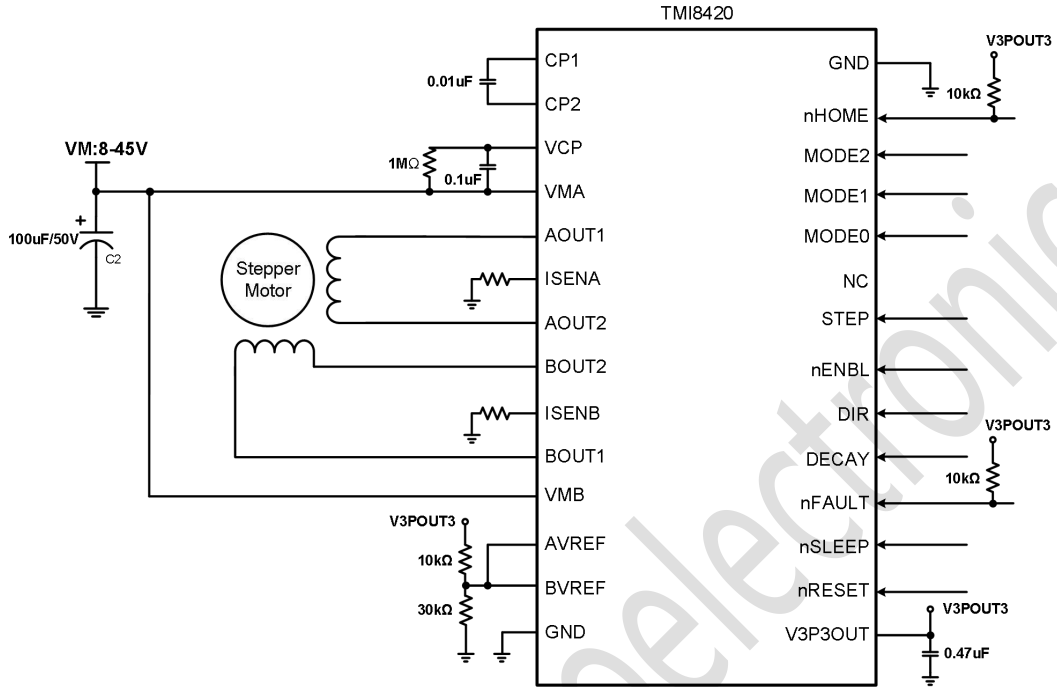 TMI8420
CP1
0.01uF
CP2
VM:8-45V
VCP
1MΩ
0.1uF
VMA
+
100uF/50V
C2
AOUT1
Stepper
Motor
ISENA
AOUT2
BOUT2
ISENB
BOUT1
VMB
V3POUT3
AVREF
10kΩ
BVREF
30kΩ
GND
V3POUT3
GND
10kΩ
nHOME
MODE2
MODE1
MODE0
NC
STEP
nENBL
DIR
V3POUT3
DECAY
10kΩ
nFAULT
nSLEEP
nRESET
V3POUT3
V3P3OUT
0.47uF